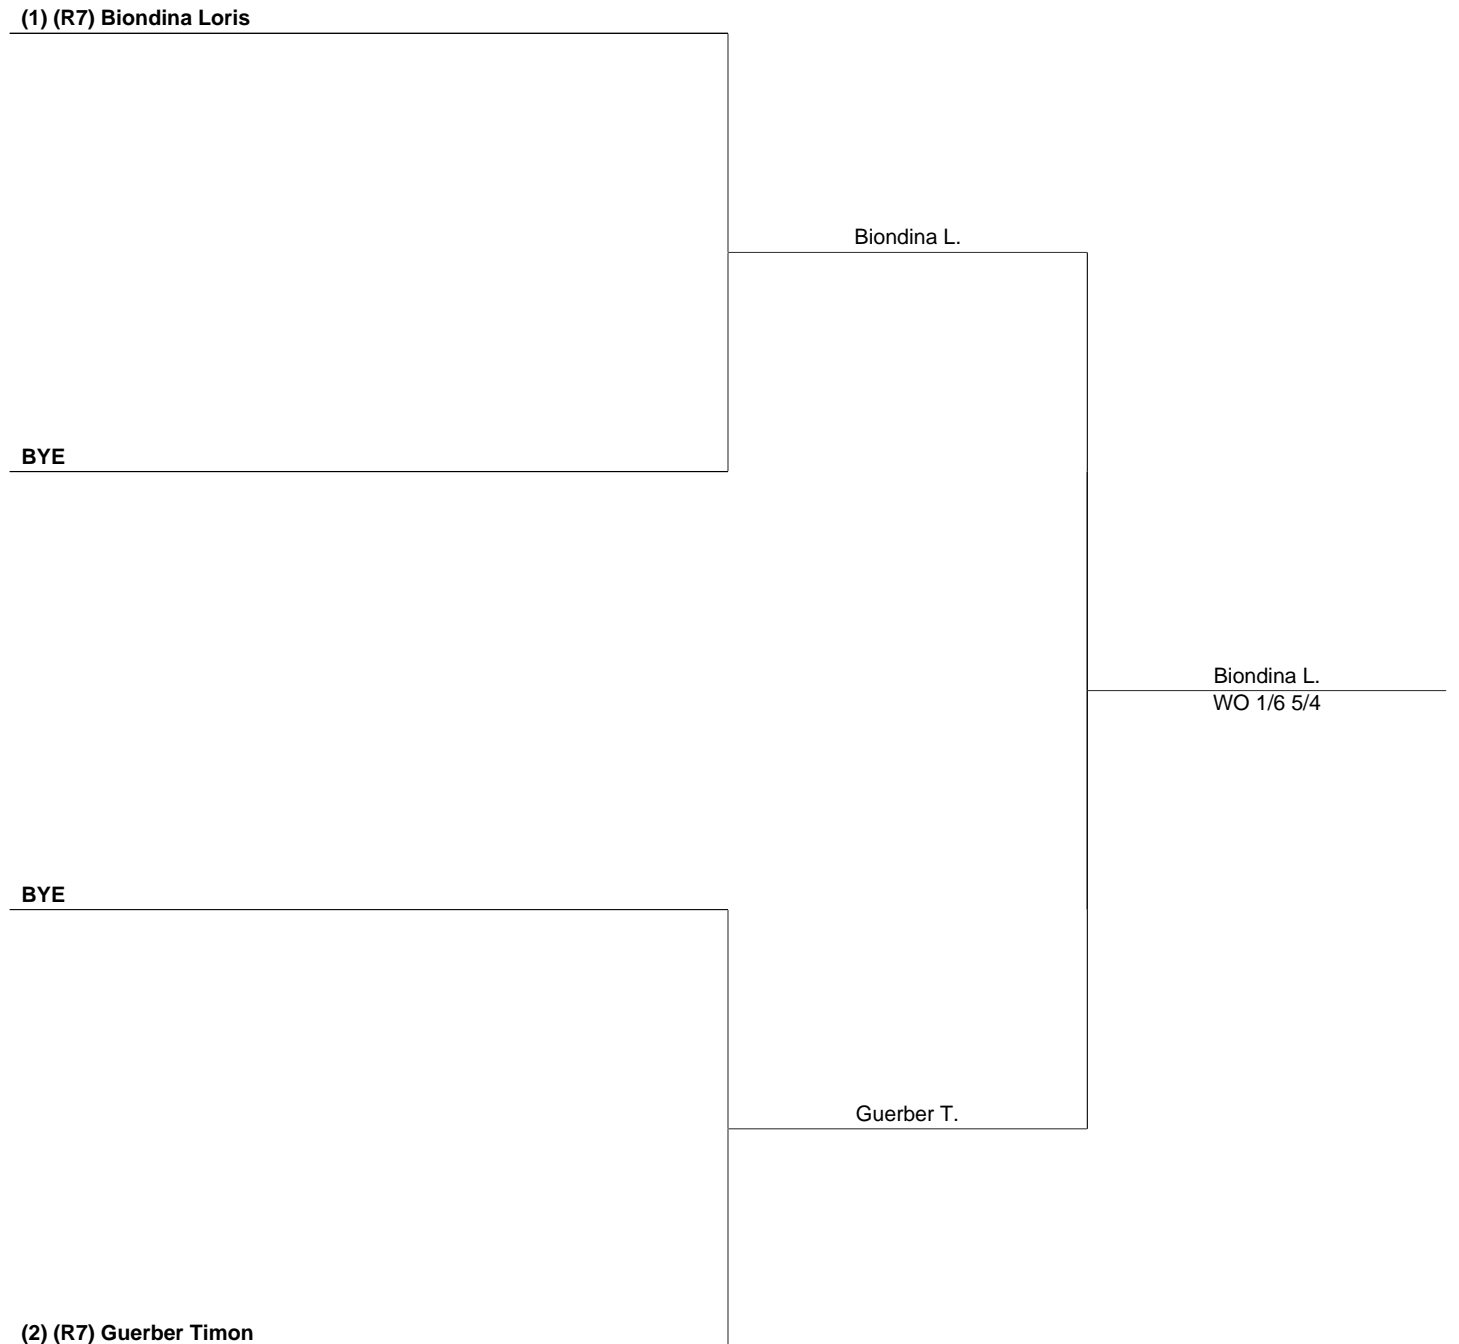 (1) (R7) Biondina Loris
Biondina L.
BYE
Biondina L.
WO 1/6 5/4
BYE
Guerber T.
(2) (R7) Guerber Timon